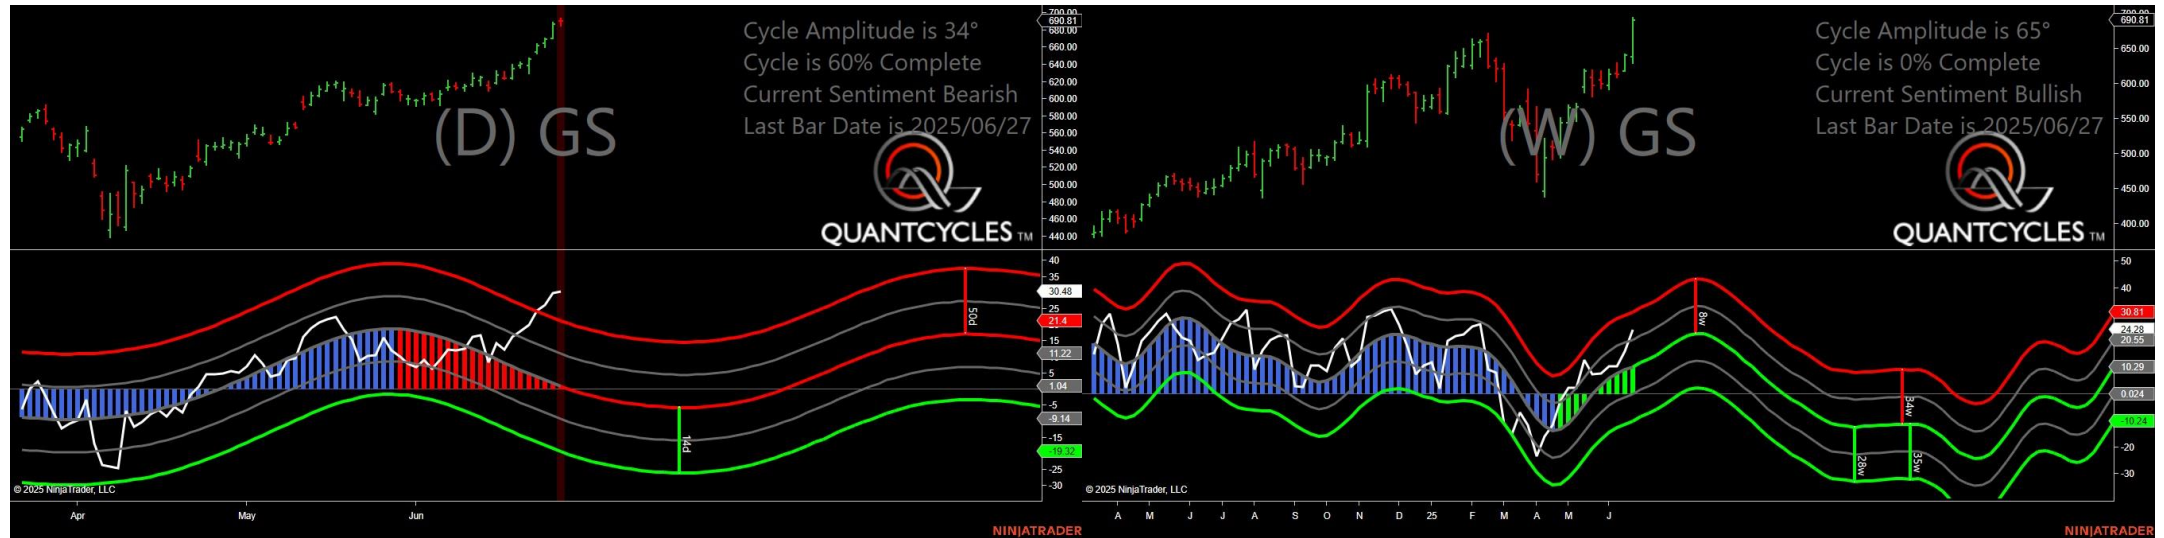 Cycle Amplitude is 34°
Cycle is 60% Complete
Current Sentiment Bearish
Last Bar Date is 2025/06/27
(D) GS
QUANTCYCLES TM
700.00
690.81
680.00
660.00
640.00
620.00
600.00
580.00
560.00
540.00
520.00
500.00
480.00
460.00
440.00
40
35
30.48
25
21.4
15
11.22
5
1.04
-5
-9.14
-15
-19.32
-25
-30
50d
14d
© 2025 NinjaTrader, LLC
Apr May Jun
NINJATRADER
Cycle Amplitude is 65°
Cycle is 0% Complete
Current Sentiment Bullish
Last Bar Date is 2025/06/27
(W) GS
QUANTCYCLES TM
700.00
690.81
650.00
600.00
550.00
500.00
450.00
400.00
50
40
30.81
24.28
20.55
10.29
0.024
-10.24
-20
-30
8w
34w
28w
35w
© 2025 NinjaTrader, LLC
A M J J A S O N D 25 F M A M J
NINJATRADER